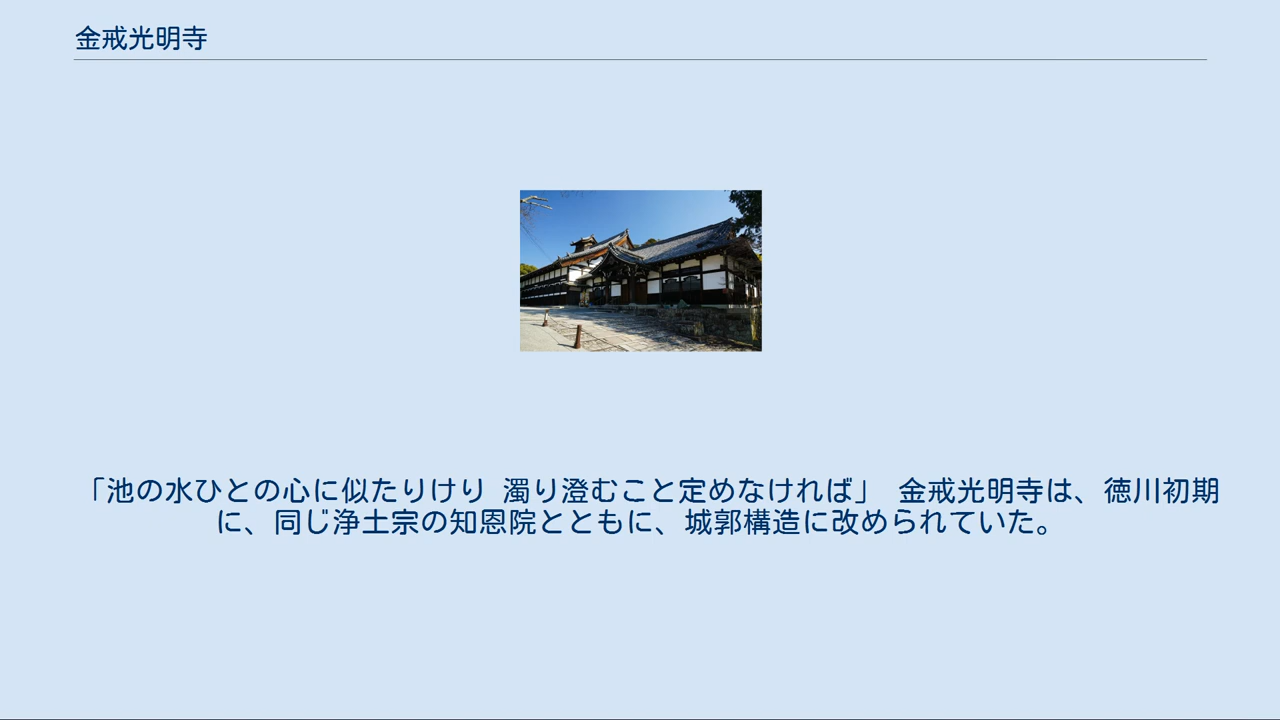 金戒光明寺
「池の水ひとの心に似たりけり 濁り澄むこと定めなければ」 金戒光明寺は、徳川初期
に、同じ浄土宗の知恩院とともに、城郭構造に改められていた。